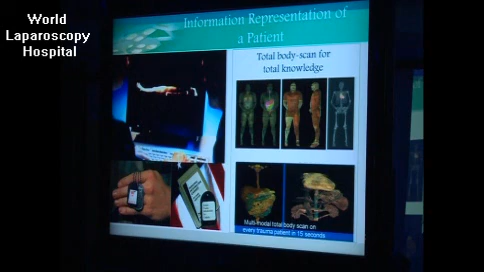 World
Laparoscopy
Hospital
Information Representation of
a Patient
Total body-scan for
total knowledge
Multi-modal total body scan on
every trauma patient in 15 seconds